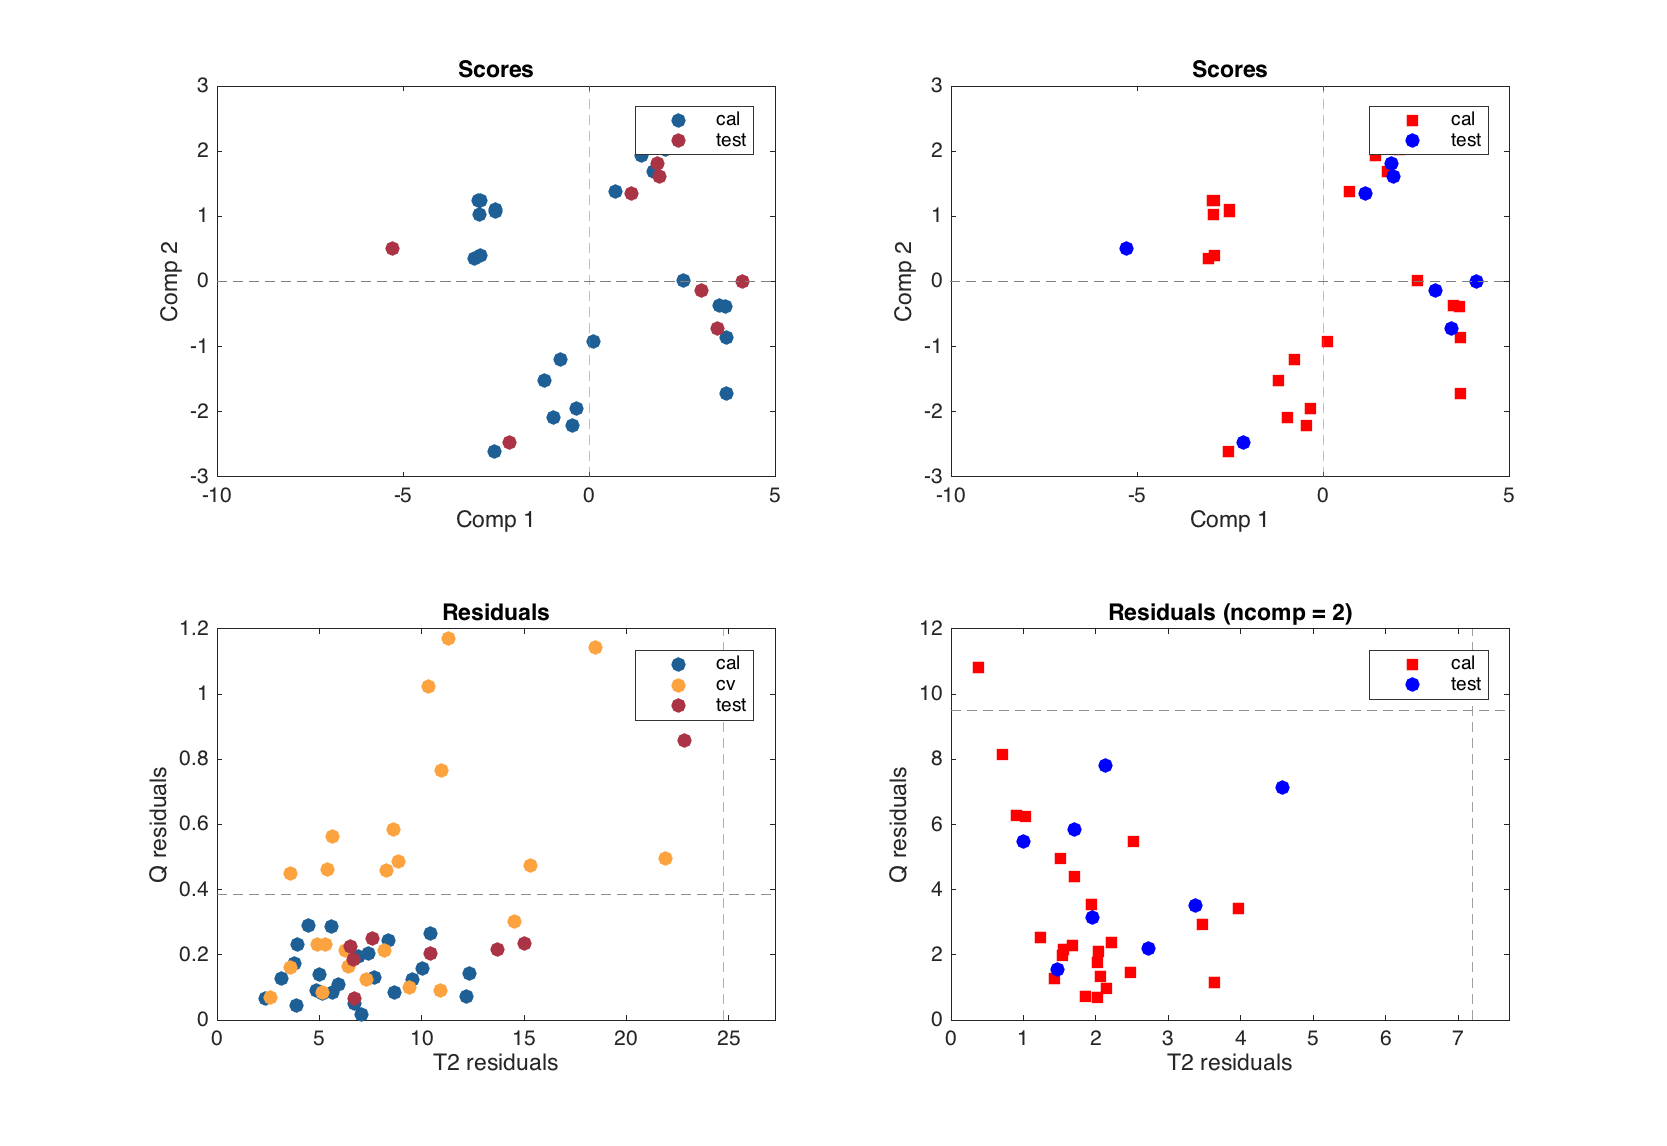 Scores
3
2
1
0
-1
-2
-3
-10
-5
0
5
Comp 2
Comp 1
cal
test
Scores
3
2
1
0
-1
-2
-3
-10
-5
0
5
Comp 2
Comp 1
cal
test
Residuals
1.2
1
0.8
0.6
0.4
0.2
0
0
5
10
15
20
25
Q residuals
T2 residuals
cal
cv
test
Residuals (ncomp = 2)
12
10
8
6
4
2
0
0
1
2
3
4
5
6
7
Q residuals
T2 residuals
cal
test